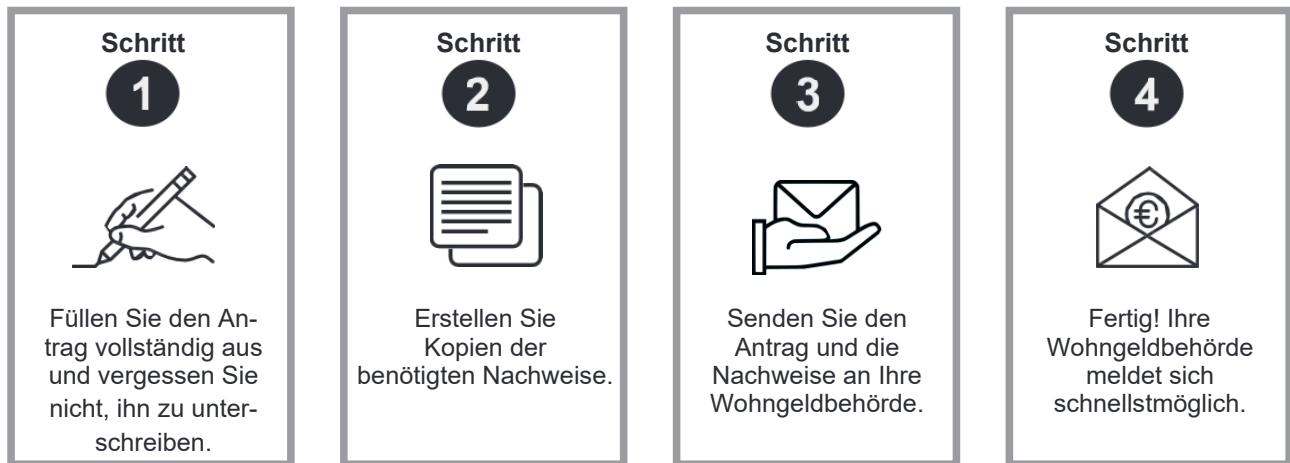 Schritt
1
Füllen Sie den An-
trag vollständig aus
und vergessen Sie
nicht, ihn zu unter-
schreiben.
Schritt
2
Erstellen Sie
Kopien der
benötigten Nachweise.
Schritt
3
Senden Sie den
Antrag und die
Nachweise an Ihre
Wohngeldbehörde.
Schritt
4
€
Fertig! Ihre
Wohngeldbehörde
meldet sich
schnellstmöglich.